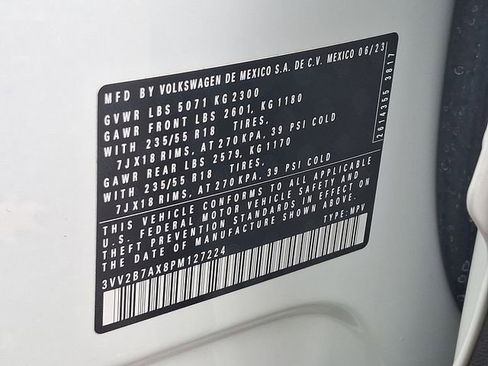 MFD BY VOLKSWAGEN DE MEXICO S.A. DE C.V. MEXICO 06/23
GVWR LBS 5071 KG 2300
GAWR FRONT LBS 2601, KG 1180
WITH 235/55 R18 TIRES,
7JX18 RIMS, AT 270 KPA, 39 PSI COLD
GAWR REAR LBS 2579, KG 1170
WITH 235/55 R18 TIRES,
7JX18 RIMS, AT 270 KPA, 39 PSI COLD
THIS VEHICLE CONFORMS TO ALL APPLICABLE
U.S. FEDERAL MOTOR VEHICLE SAFETY AND
THEFT PREVENTION STANDARDS IN EFFECT ON
THE DATE OF MANUFACTURE SHOWN ABOVE.
3VV2B7AX8PM127224 TYPE: MPV
2614355 3817